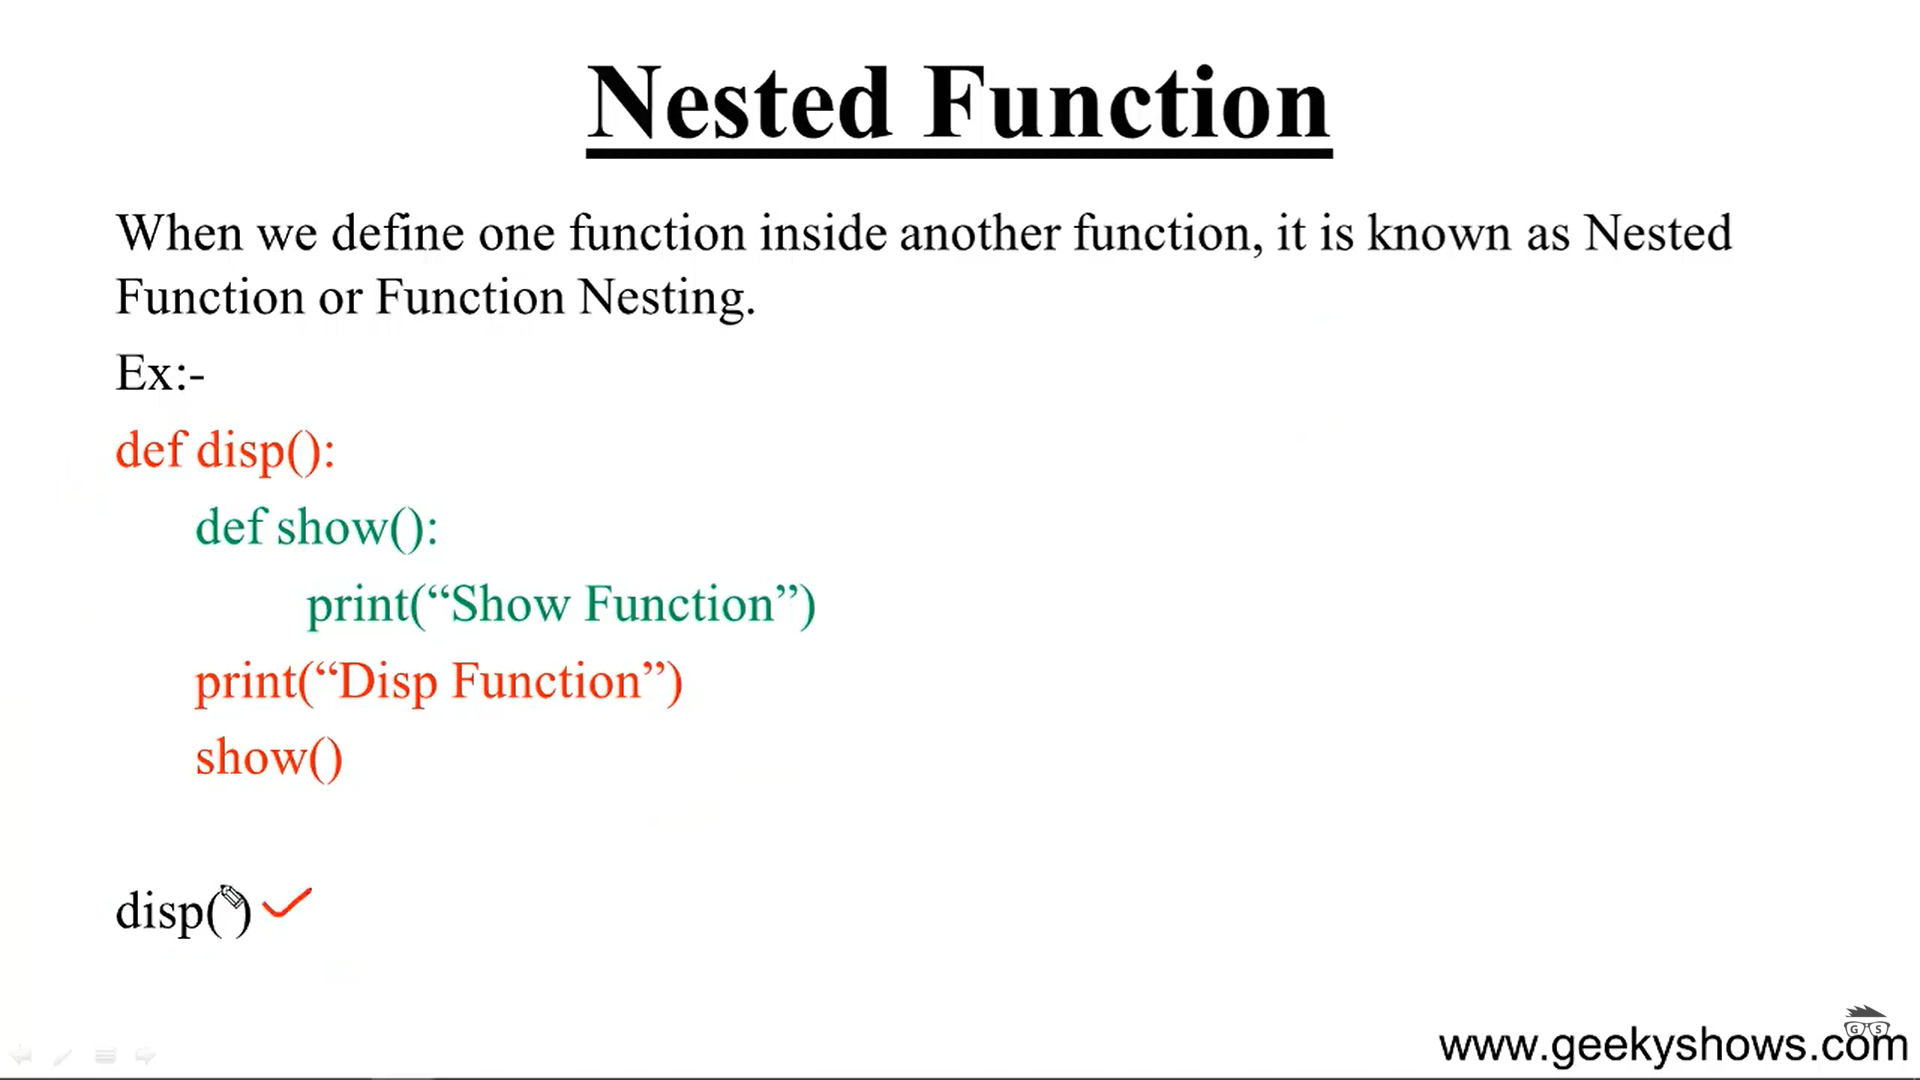 Nested Function
When we define one function inside another function, it is known as Nested
Function or Function Nesting.
Ex:-
def disp():
def show():
print(“Show Function”)
print(“Disp Function”)
show()
disp()
G S
www.geekyshows.com